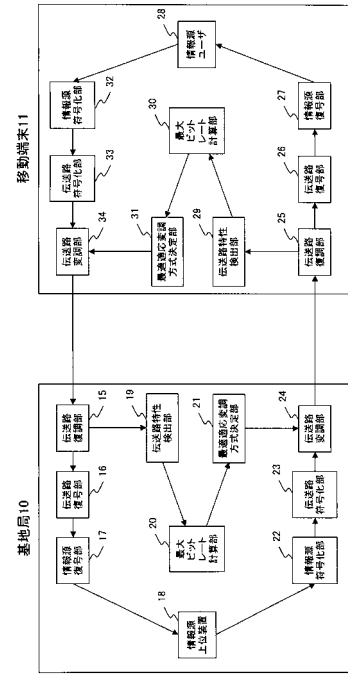 基地局10
伝送路
復調部
15
伝送路
復号部
16
情報源
復号部
17
情報源
上位装置
18
伝送路特性
検出部
19
最大
ビット
レート
計算部
20
最適適応変調
方式決定部
21
情報源
符号化部
22
伝送路
符号化部
23
伝送路
変調部
24
移動端末11
伝送路
復調部
25
伝送路
復号部
26
情報源
復号部
27
情報源
ユーザ
28
伝送路特性
検出部
29
最大
ビット
レート
計算部
30
最適適応変調
方式決定部
31
情報源
符号化部
32
伝送路
符号化部
33
伝送路
変調部
34